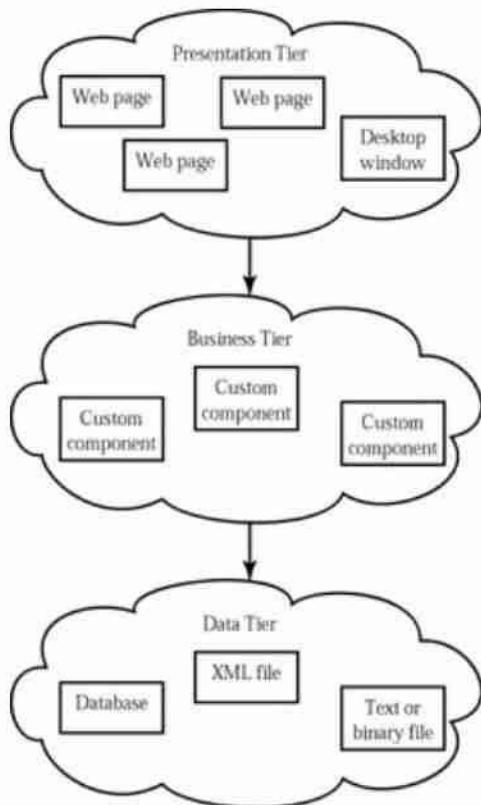 Presentation Tier
Web page
Web page
Web page
Desktop
window
Business Tier
Custom
component
Custom
component
Custom
component
Data Tier
XML file
Database
Text or
binary file